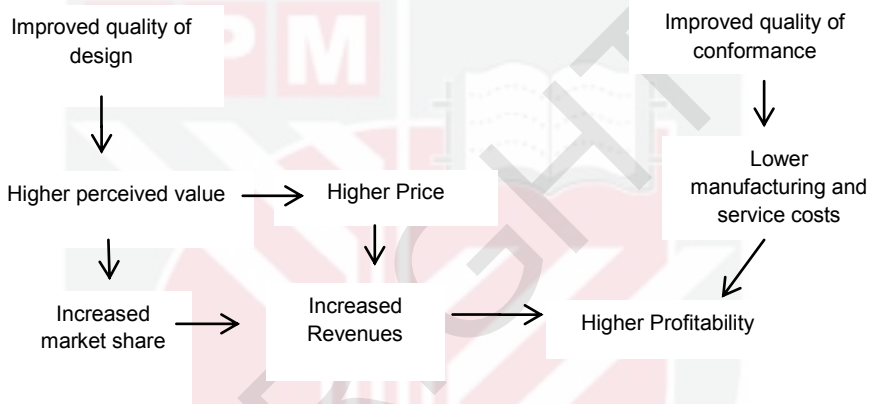 Improved quality of
design
Improved quality of
conformance
Higher perceived value
Higher Price
Lower
manufacturing and
service costs
Increased
market share
Increased
Revenues
Higher Profitability
PM